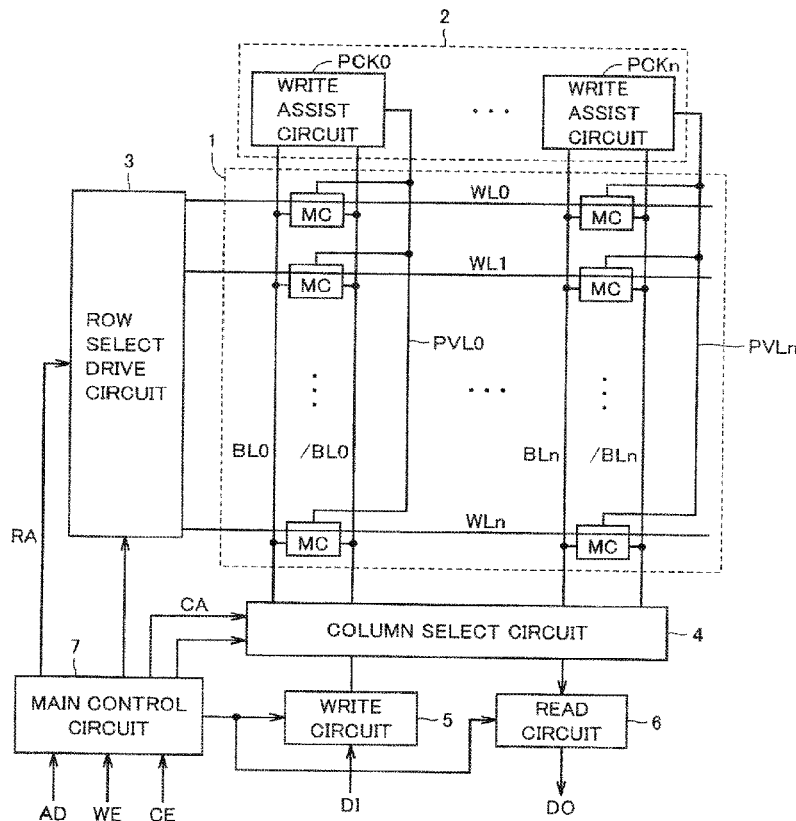 2
PCK0
PCKn
WRITE
ASSIST
CIRCUIT
. . .
WRITE
ASSIST
CIRCUIT
1
3
WL0
MC
MC
WL1
MC
MC
ROW
SELECT
DRIVE
CIRCUIT
PVL0
PVLn
BL0
/BL0
BLn
/BLn
WLn
MC
MC
RA
CA
COLUMN SELECT CIRCUIT
4
7
MAIN CONTROL
CIRCUIT
WRITE
CIRCUIT
5
READ
CIRCUIT
6
AD
WE
CE
DI
DO